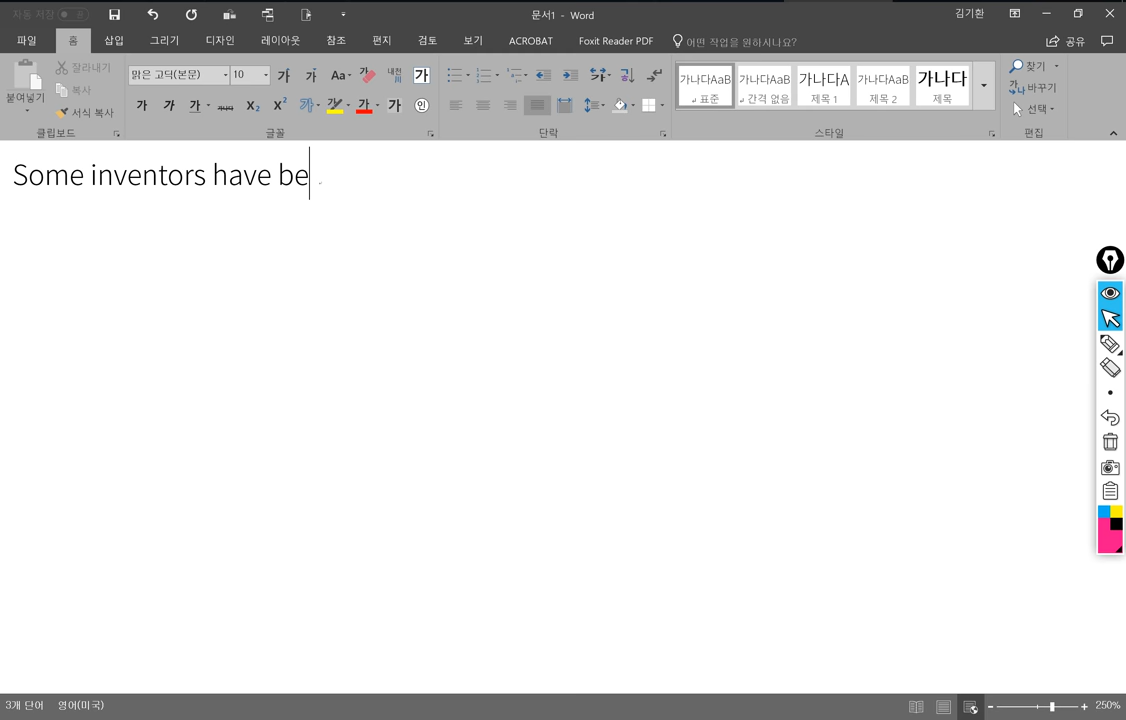 자동 저장
문서1 - Word
김기환
파일 홈 삽입 그리기 디자인 레이아웃 참조 편지 검토 보기 ACROBAT Foxit Reader PDF 어떤 작업을 원하시나요? 공유
붙여넣기
잘라내기
복사
서식 복사
클립보드
맑은 고딕(본문) 10 가 가 Aa 가 내천 川 가
가 가 가 X₂ X² 가 가 가 가
글꼴
단락
가나다AaB 가나다AaB 가나다A 가나다AaB 가나다
표준 간격 없음 제목 1 제목 2 제목
스타일
찾기
바꾸기
선택
편집
Some inventors have be
3개 단어 영어(미국) 250%